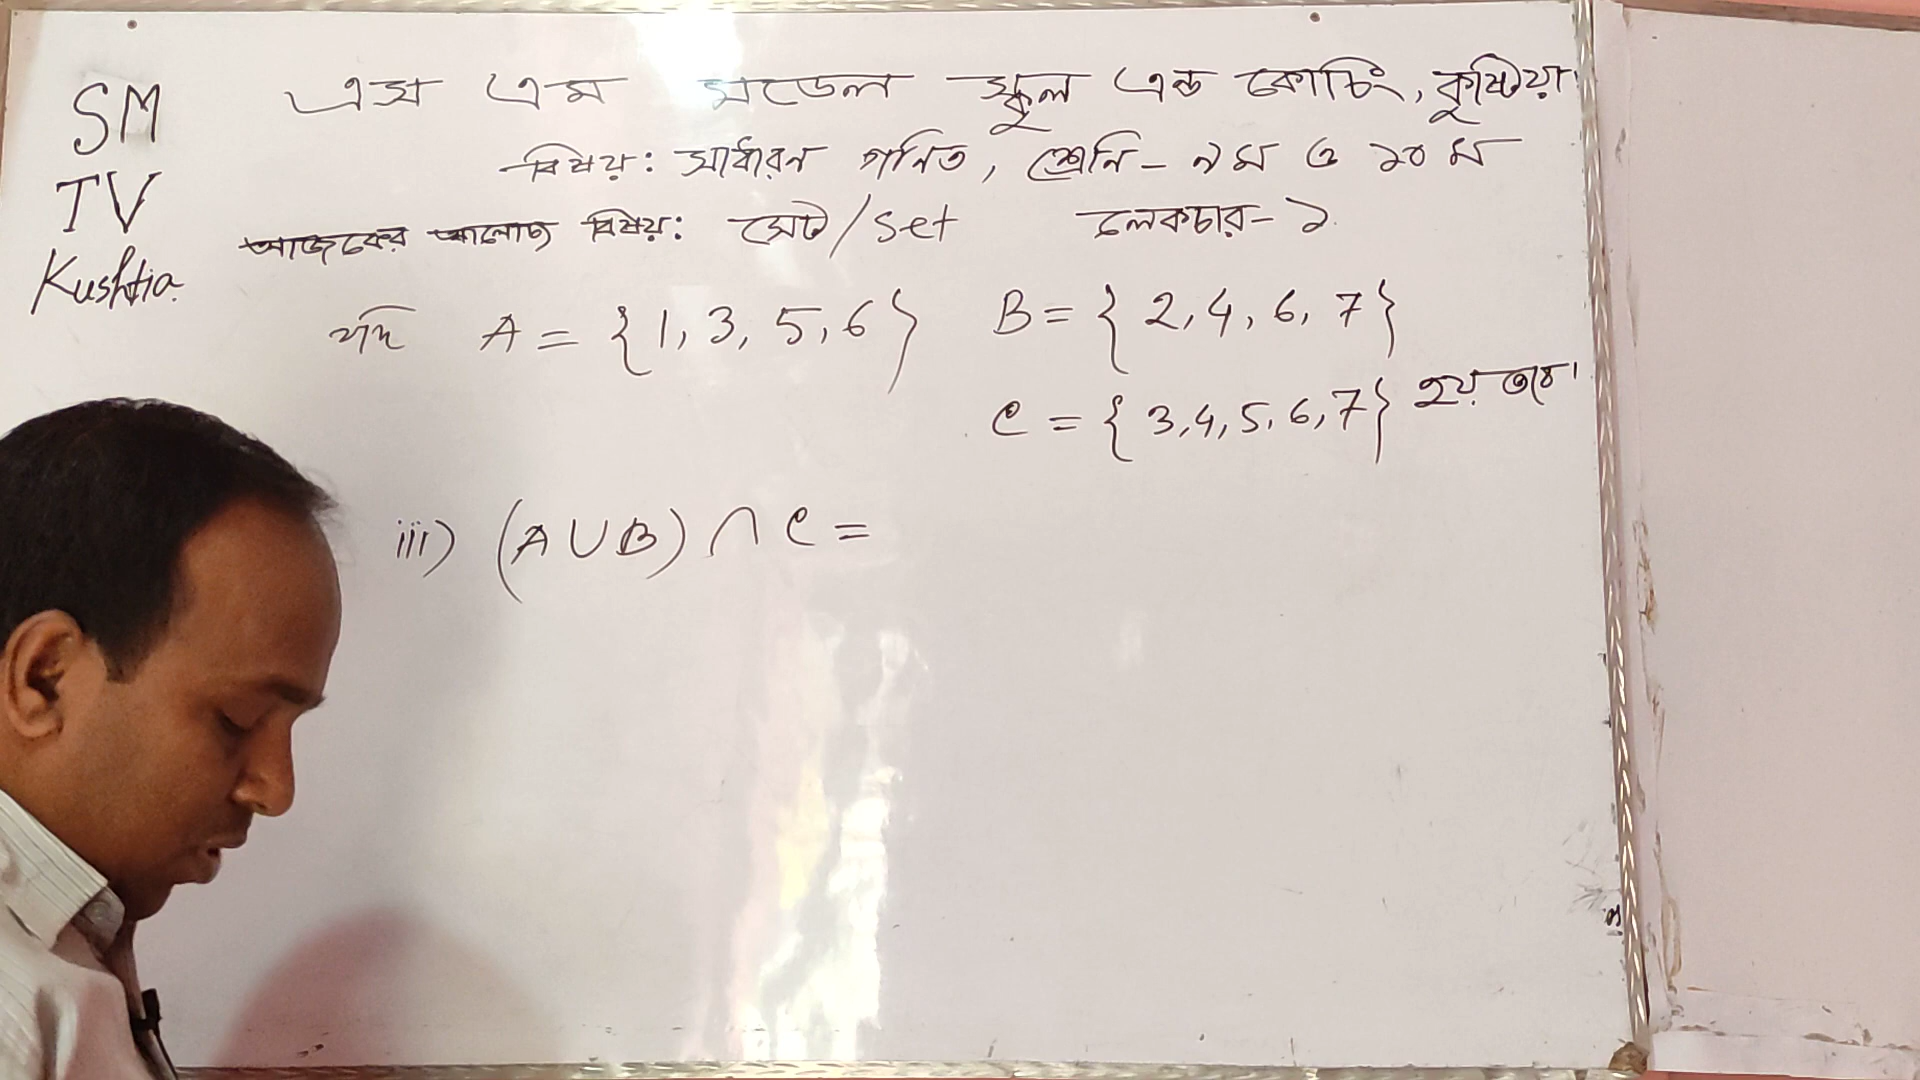 SM
TV
Kushtia.
এস এম মডেল স্কুল এন্ড কোচিং, কুষ্টিয়া।
বিষয়: সাধারন গনিত, শ্রেনি- ৯ম ও ১০ম
আজকের আলোচ্য বিষয়: সেট/Set লেকচার- ১
যদি A = {1, 3, 5, 6} B = {2, 4, 6, 7}
C = {3, 4, 5, 6, 7} হয় তবে।
iii) (A∪B) ∩ C =